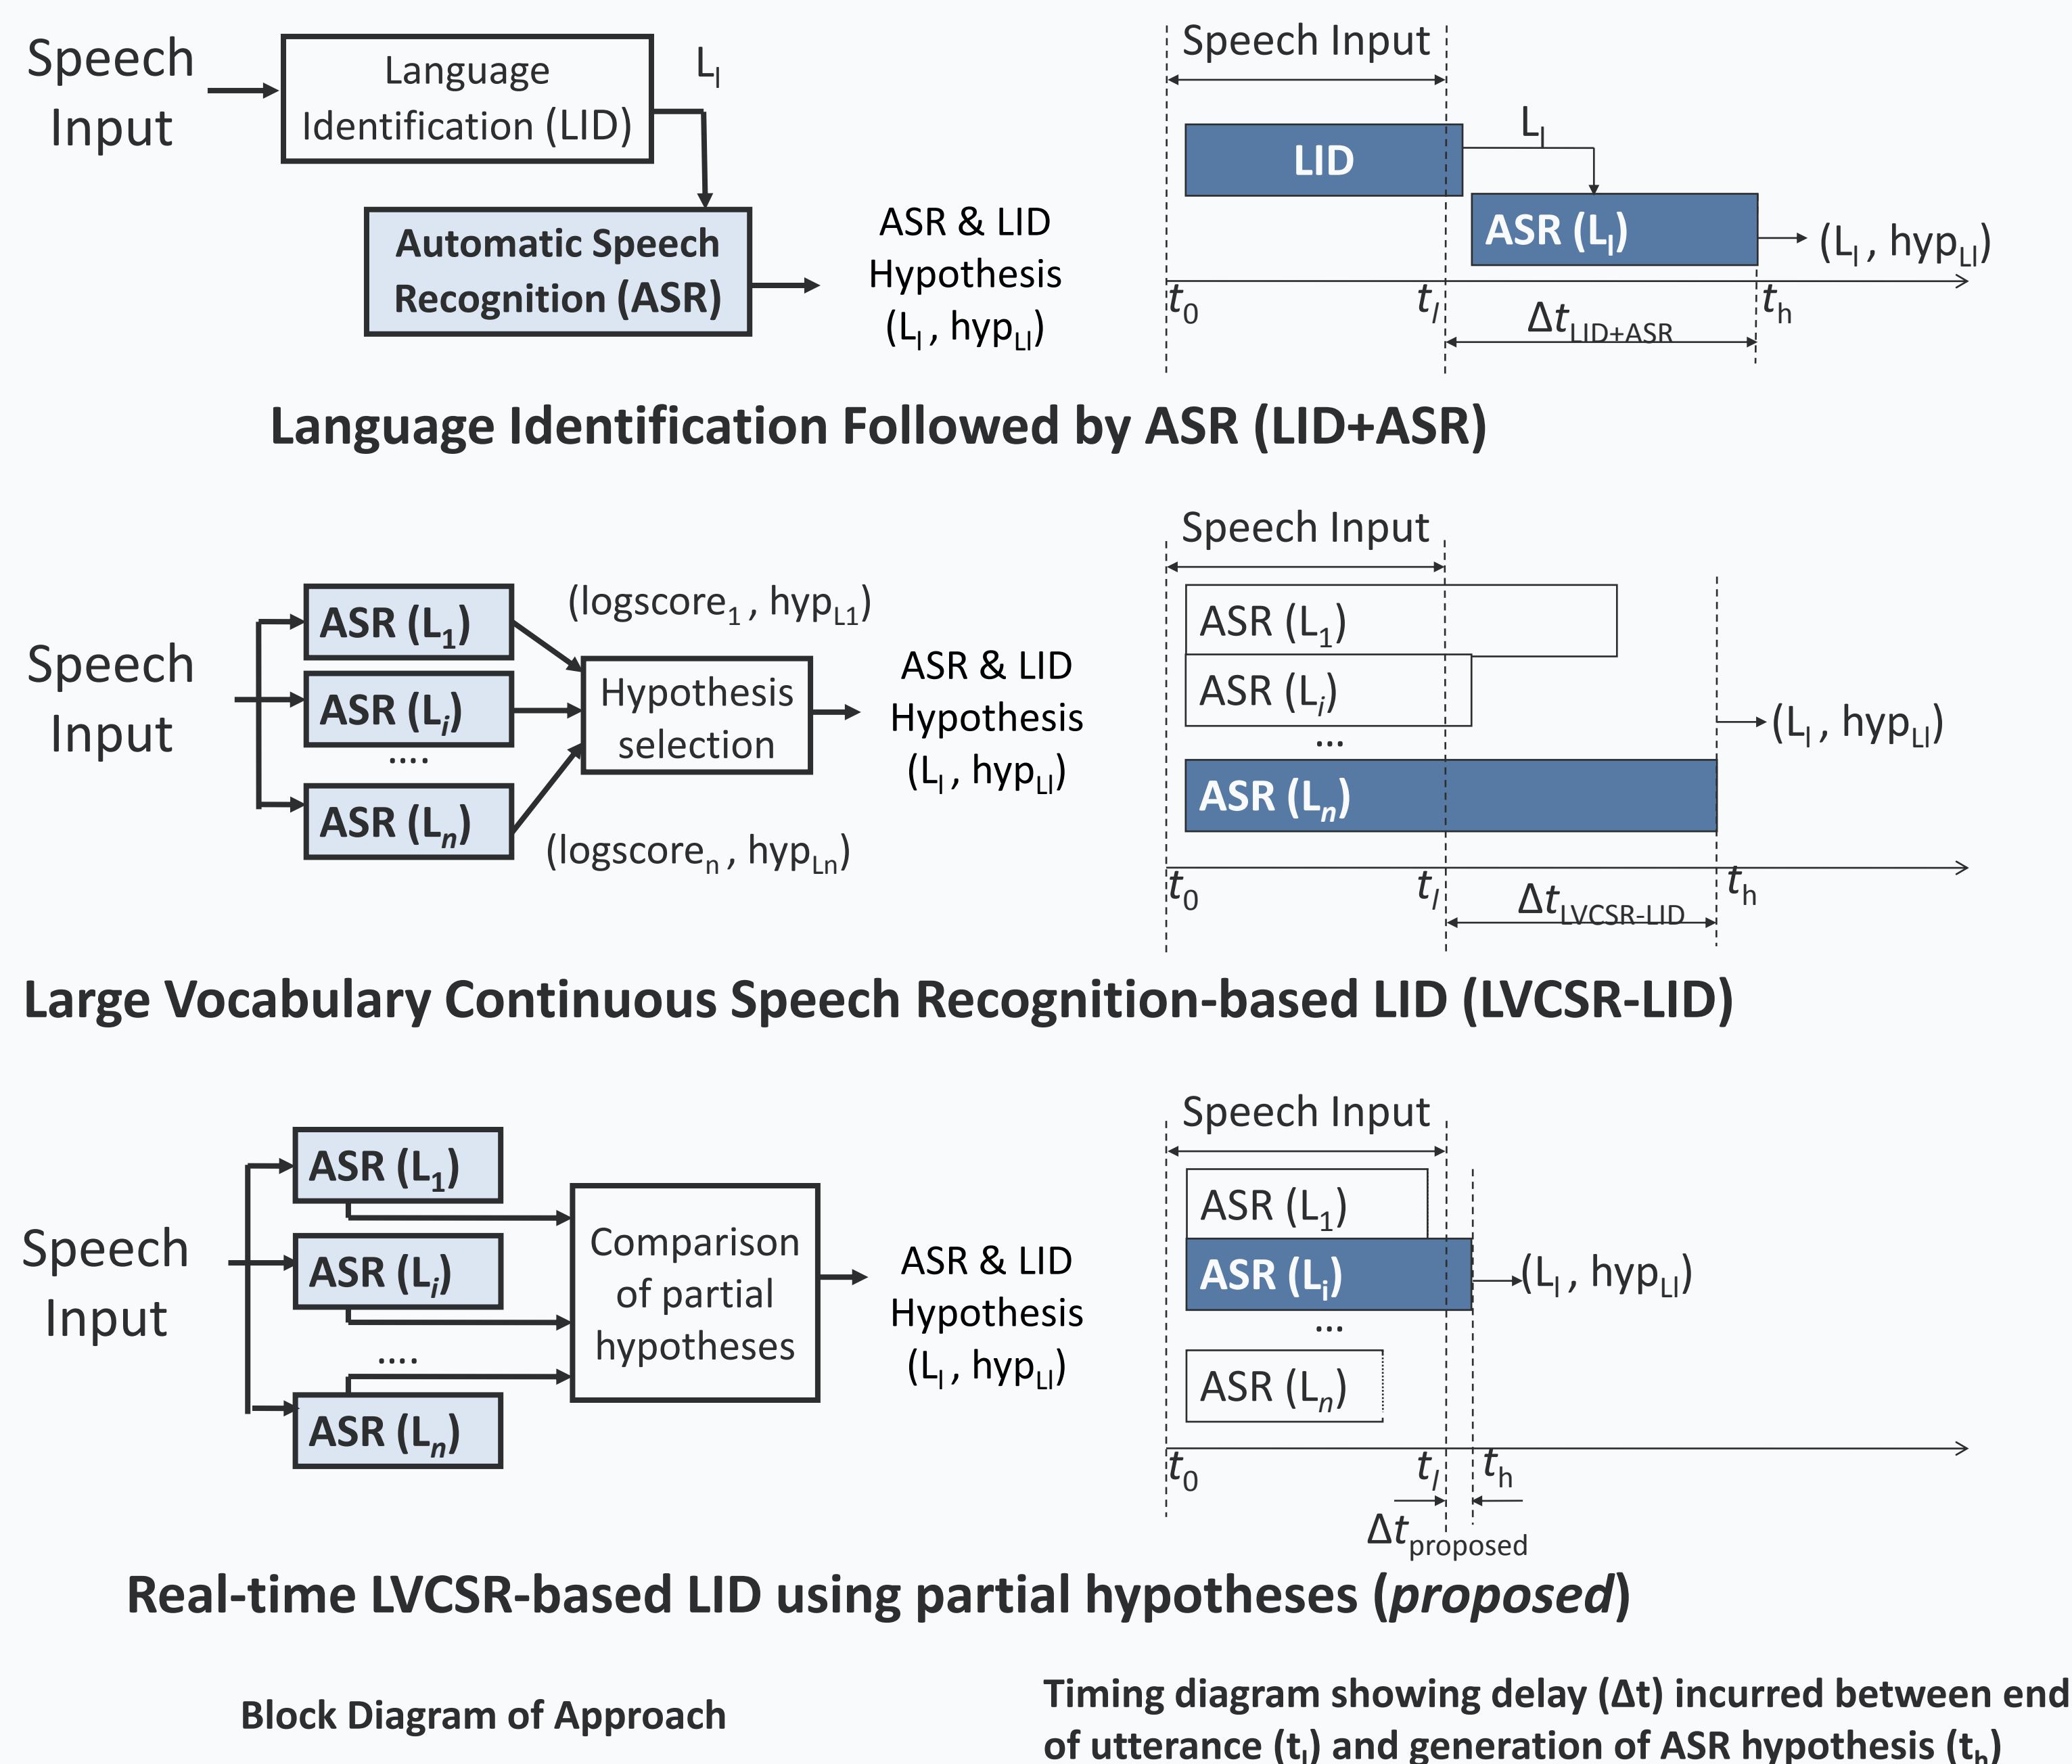 Speech
Input
Language
Identification (LID)
Ll
Automatic Speech
Recognition (ASR)
ASR & LID
Hypothesis
(Ll , hypLl)
Speech Input
LID
Ll
ASR (Ll)
(Ll , hypLl)
t0
tl
th
ΔtLID+ASR
Language Identification Followed by ASR (LID+ASR)
Speech
Input
ASR (L1)
ASR (Li)
....
ASR (Ln)
(logscore1 , hypL1)
Hypothesis
selection
(logscoren , hypLn)
ASR & LID
Hypothesis
(Ll , hypLl)
Speech Input
ASR (L1)
ASR (Li)
...
ASR (Ln)
(Ll , hypLl)
t0
tl
th
ΔtLVCSR-LID
Large Vocabulary Continuous Speech Recognition-based LID (LVCSR-LID)
Speech
Input
ASR (L1)
ASR (Li)
....
ASR (Ln)
Comparison
of partial
hypotheses
ASR & LID
Hypothesis
(Ll , hypLl)
Speech Input
ASR (L1)
ASR (Li)
...
ASR (Ln)
(Ll , hypLl)
t0
tl
th
Δtproposed
Real-time LVCSR-based LID using partial hypotheses (proposed)
Block Diagram of Approach
Timing diagram showing delay (Δt) incurred between end
of utterance (tl) and generation of ASR hypothesis (th)